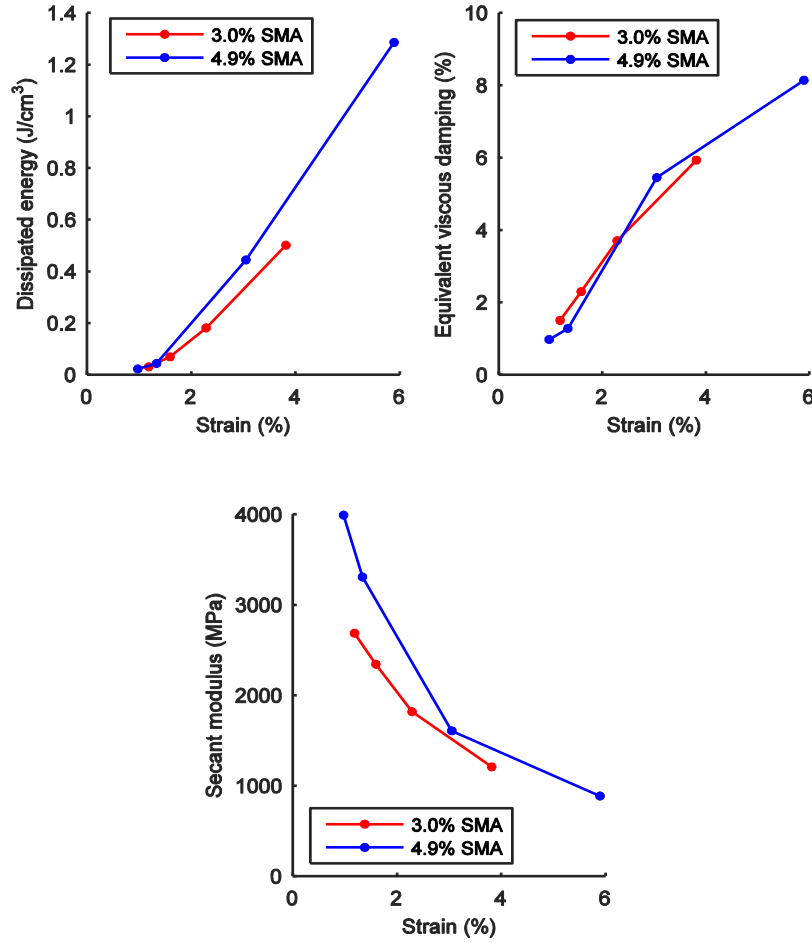 1.4
1.2
1
0.8
0.6
0.4
0.2
0
Dissipated energy (J/cm³)
3.0% SMA
4.9% SMA
0 2 4 6
Strain (%)
10
8
6
4
2
0
Equivalent viscous damping (%)
3.0% SMA
4.9% SMA
0 2 4 6
Strain (%)
4000
3000
2000
1000
0
Secant modulus (MPa)
3.0% SMA
4.9% SMA
0 2 4 6
Strain (%)